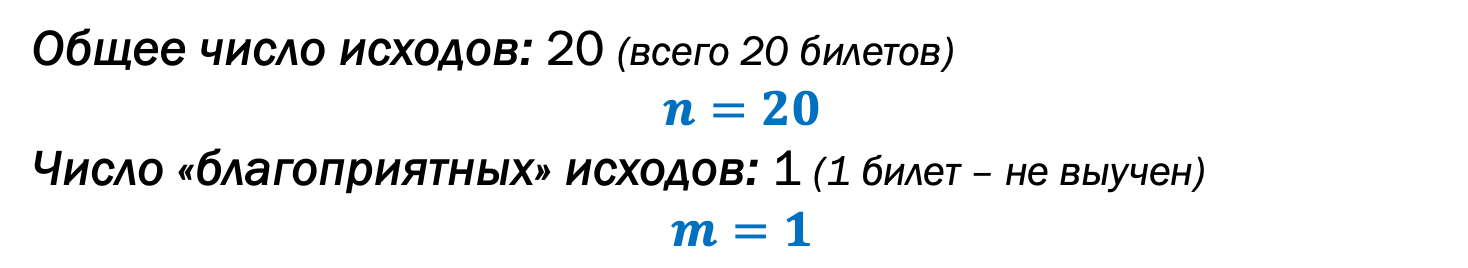 Общее число исходов: 20 (всего 20 билетов)
n = 20
Число «благоприятных» исходов: 1 (1 билет – не выучен)
m = 1